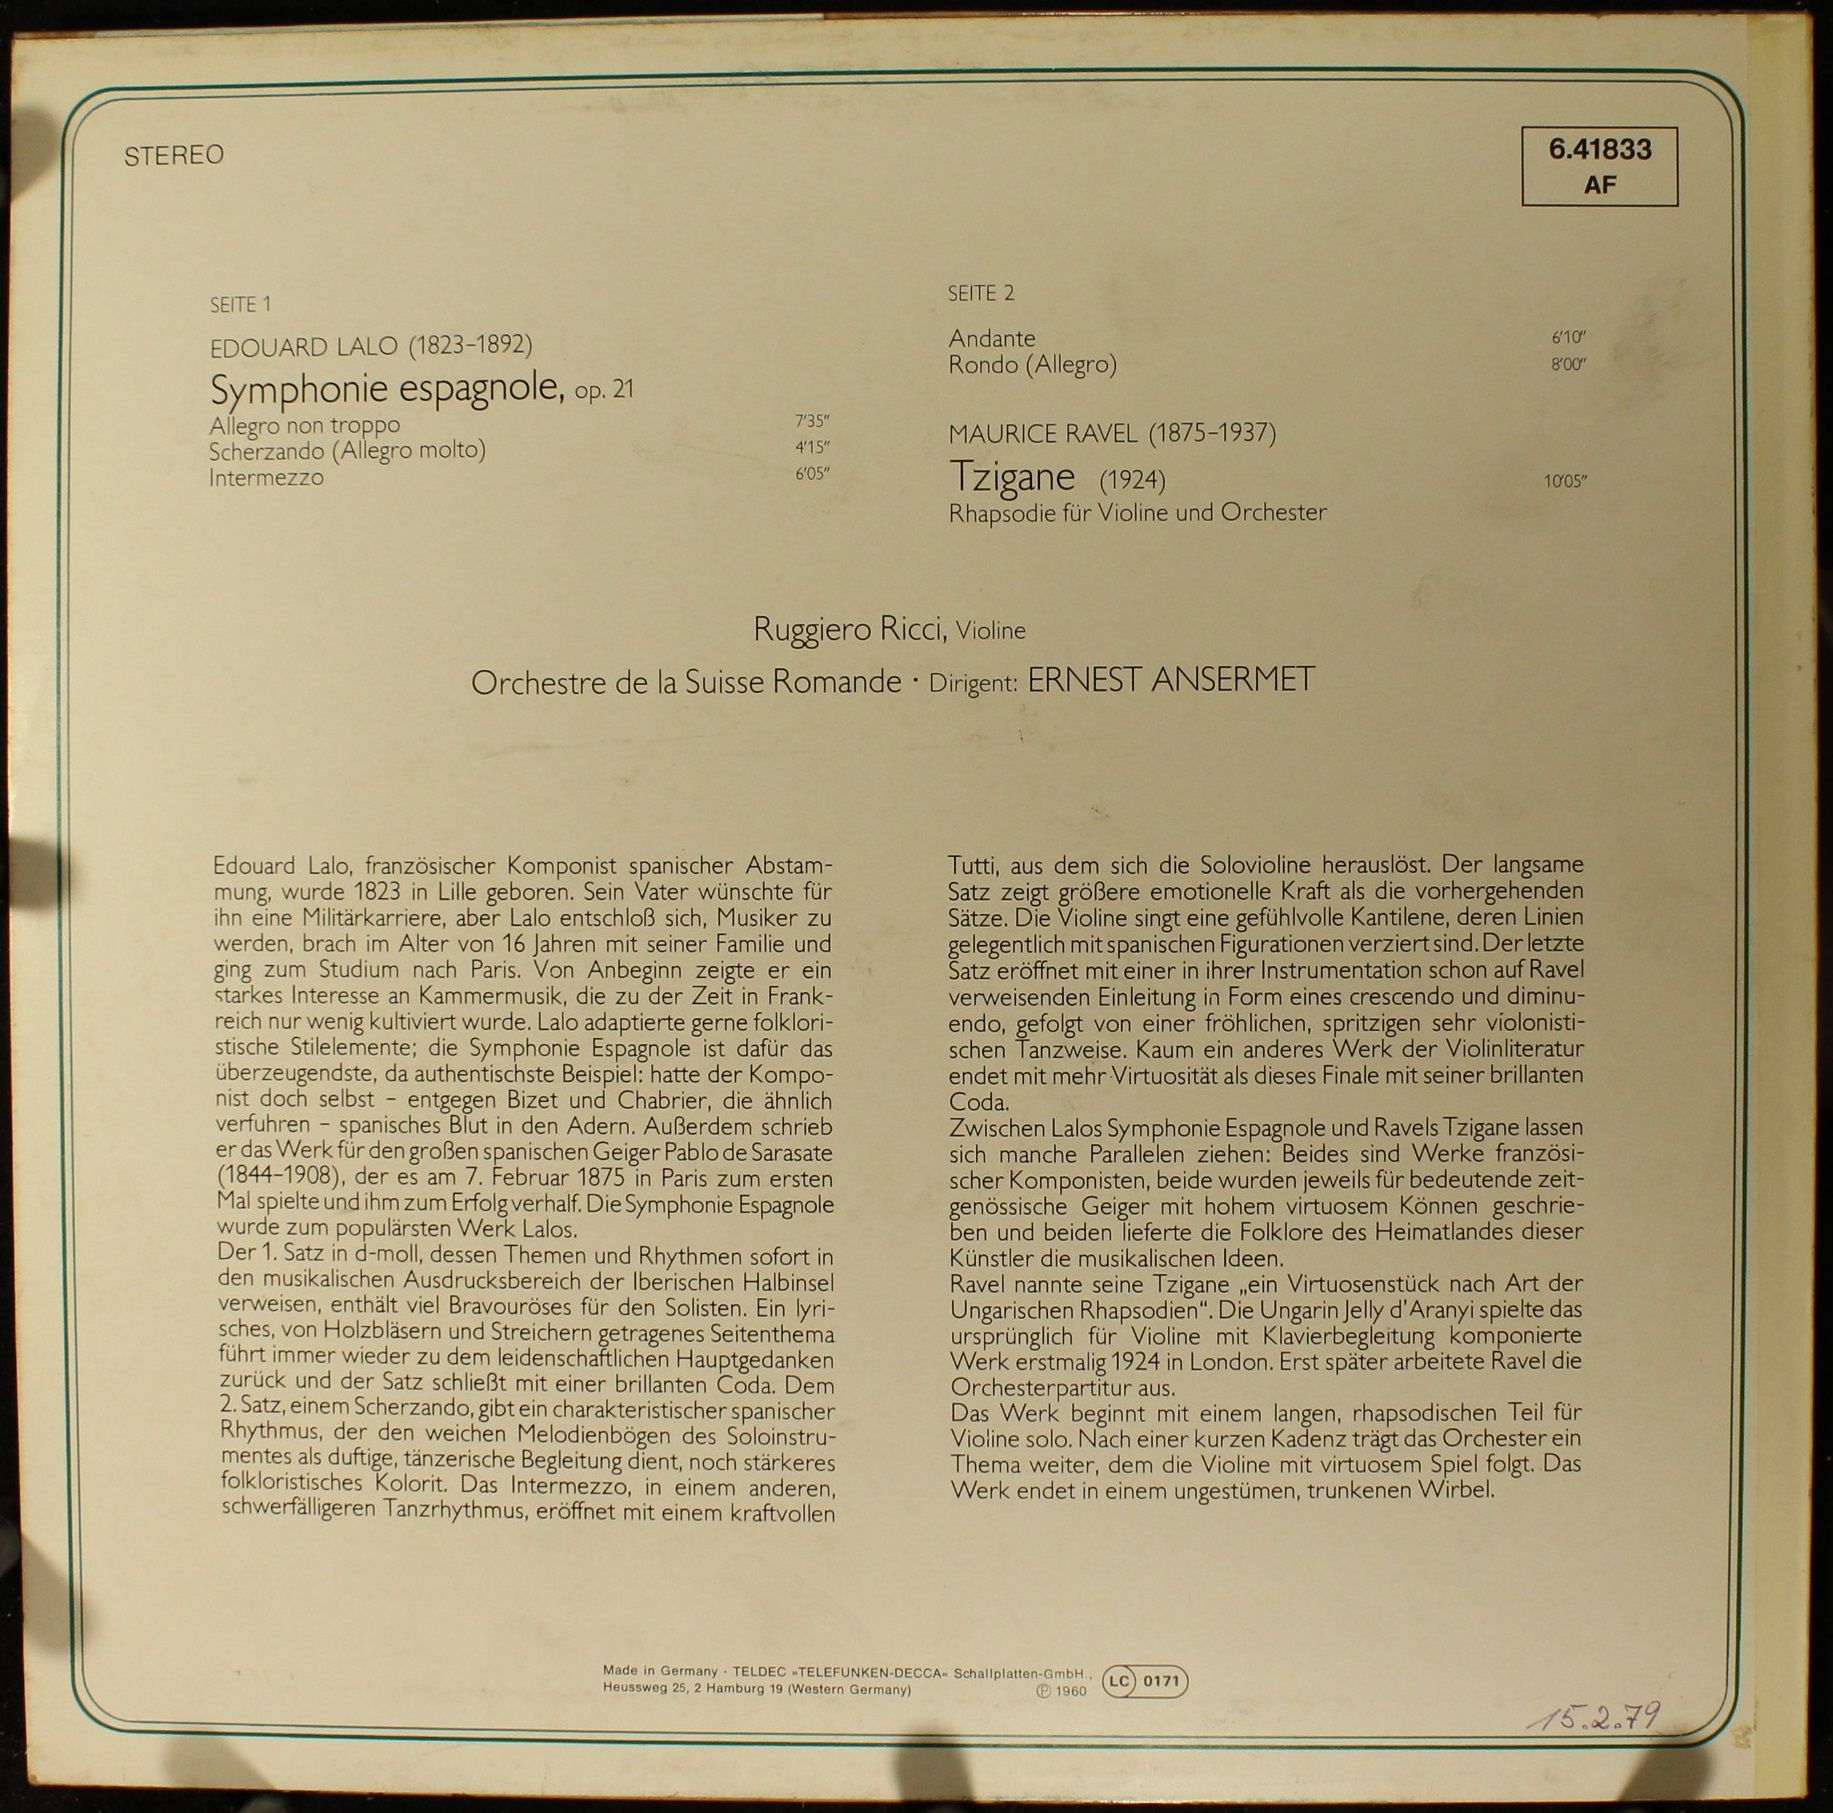 STEREO
6.41833
AF
SEITE 1
EDOUARD LALO (1823–1892)
Symphonie espagnole, op. 21
Allegro non troppo 7'35"
Scherzando (Allegro molto) 4'15"
Intermezzo 6'05"
SEITE 2
Andante 6'10"
Rondo (Allegro) 8'00"
MAURICE RAVEL (1875–1937)
Tzigane (1924) 10'05"
Rhapsodie für Violine und Orchester
Ruggiero Ricci, Violine
Orchestre de la Suisse Romande · Dirigent: ERNEST ANSERMET
Edouard Lalo, französischer Komponist spanischer Abstam-
mung, wurde 1823 in Lille geboren. Sein Vater wünschte für
ihn eine Militärkarriere, aber Lalo entschloß sich, Musiker zu
werden, brach im Alter von 16 Jahren mit seiner Familie und
ging zum Studium nach Paris. Von Anbeginn zeigte er ein
starkes Interesse an Kammermusik, die zu der Zeit in Frank-
reich nur wenig kultiviert wurde. Lalo adaptierte gerne folklori-
stische Stilelemente; die Symphonie Espagnole ist dafür das
überzeugendste, da authentischste Beispiel: hatte der Kompo-
nist doch selbst – entgegen Bizet und Chabrier, die ähnlich
verfuhren – spanisches Blut in den Adern. Außerdem schrieb
er das Werk für den großen spanischen Geiger Pablo de Sarasate
(1844–1908), der es am 7. Februar 1875 in Paris zum ersten
Mal spielte und ihm zum Erfolg verhalf. Die Symphonie Espagnole
wurde zum populärsten Werk Lalos.
Der 1. Satz in d-moll, dessen Themen und Rhythmen sofort in
den musikalischen Ausdrucksbereich der Iberischen Halbinsel
verweisen, enthält viel Bravouröses für den Solisten. Ein lyri-
sches, von Holzbläsern und Streichern getragenes Seitenthema
führt immer wieder zu dem leidenschaftlichen Hauptgedanken
zurück und der Satz schließt mit einer brillanten Coda. Dem
2. Satz, einem Scherzando, gibt ein charakteristischer spanischer
Rhythmus, der den weichen Melodienbögen des Soloinstru-
mentes als duftige, tänzerische Begleitung dient, noch stärkeres
folkloristisches Kolorit. Das Intermezzo, in einem anderen,
schwerfälligeren Tanzrhythmus, eröffnet mit einem kraftvollen
Tutti, aus dem sich die Solovioline herauslöst. Der langsame
Satz zeigt größere emotionelle Kraft als die vorhergehenden
Sätze. Die Violine singt eine gefühlvolle Kantilene, deren Linien
gelegentlich mit spanischen Figurationen verziert sind. Der letzte
Satz eröffnet mit einer in ihrer Instrumentation schon auf Ravel
verweisenden Einleitung in Form eines crescendo und diminu-
endo, gefolgt von einer fröhlichen, spritzigen sehr violonisti-
schen Tanzweise. Kaum ein anderes Werk der Violinliteratur
endet mit mehr Virtuosität als dieses Finale mit seiner brillanten
Coda.
Zwischen Lalos Symphonie Espagnole und Ravels Tzigane lassen
sich manche Parallelen ziehen: Beides sind Werke französi-
scher Komponisten, beide wurden jeweils für bedeutende zeit-
genössische Geiger mit hohem virtuosem Können geschrie-
ben und beiden lieferte die Folklore des Heimatlandes dieser
Künstler die musikalischen Ideen.
Ravel nannte seine Tzigane „ein Virtuosenstück nach Art der
Ungarischen Rhapsodien“. Die Ungarin Jelly d'Aranyi spielte das
ursprünglich für Violine mit Klavierbegleitung komponierte
Werk erstmalig 1924 in London. Erst später arbeitete Ravel die
Orchesterpartitur aus.
Das Werk beginnt mit einem langen, rhapsodischen Teil für
Violine solo. Nach einer kurzen Kadenz trägt das Orchester ein
Thema weiter, dem die Violine mit virtuosem Spiel folgt. Das
Werk endet in einem ungestümen, trunkenen Wirbel.
Made in Germany · TELDEC »TELEFUNKEN-DECCA« Schallplatten-GmbH.,
Heussweg 25, 2 Hamburg 19 (Western Germany) ℗ 1960
LC 0171
15.2.79